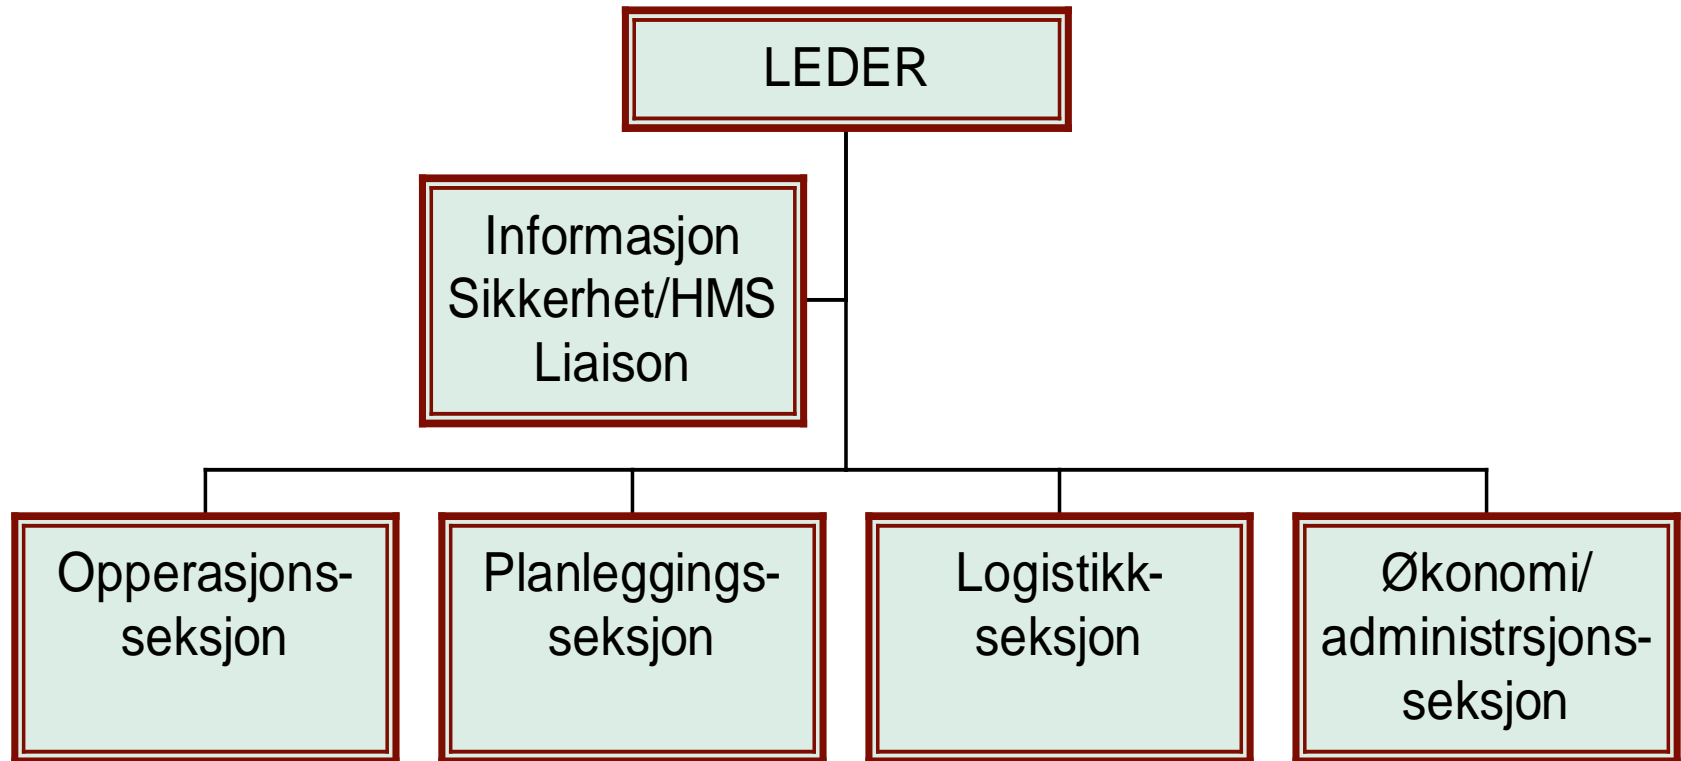 LEDER
Informasjon
Sikkerhet/HMS
Liaison
Opperasjons-
seksjon
Planleggings-
seksjon
Logistikk-
seksjon
Økonomi/
administrsjons-
seksjon